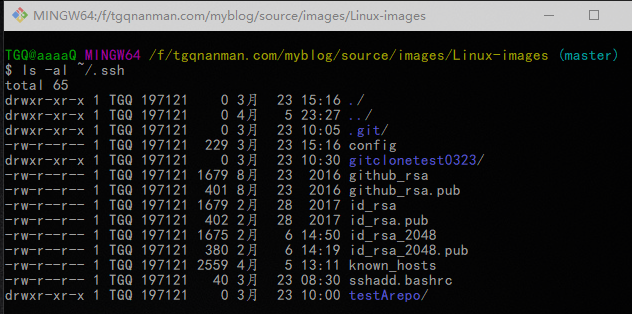 MINGW64:/f/tgqnanman.com/myblog/source/images/Linux-images
TGQ@aaaaQ MINGW64 /f/tgqnanman.com/myblog/source/images/Linux-images (master)
$ ls -al ~/.ssh
total 65
drwxr-xr-x 1 TGQ 197121    0 3月  23 15:16 ./
drwxr-xr-x 1 TGQ 197121    0 4月   5 23:27 ../
drwxr-xr-x 1 TGQ 197121    0 3月  23 10:05 .git/
-rw-r--r-- 1 TGQ 197121  229 3月  23 15:16 config
drwxr-xr-x 1 TGQ 197121    0 3月  23 10:30 gitclonetest0323/
-rw-r--r-- 1 TGQ 197121 1679 8月  23  2016 github_rsa
-rw-r--r-- 1 TGQ 197121  401 8月  23  2016 github_rsa.pub
-rw-r--r-- 1 TGQ 197121 1679 2月  28  2017 id_rsa
-rw-r--r-- 1 TGQ 197121  402 2月  28  2017 id_rsa.pub
-rw-r--r-- 1 TGQ 197121 1675 2月   6 14:50 id_rsa_2048
-rw-r--r-- 1 TGQ 197121  380 2月   6 14:19 id_rsa_2048.pub
-rw-r--r-- 1 TGQ 197121 2559 4月   5 13:11 known_hosts
-rw-r--r-- 1 TGQ 197121   40 3月  23 08:30 sshadd.bashrc
drwxr-xr-x 1 TGQ 197121    0 3月  23 10:00 testArepo/